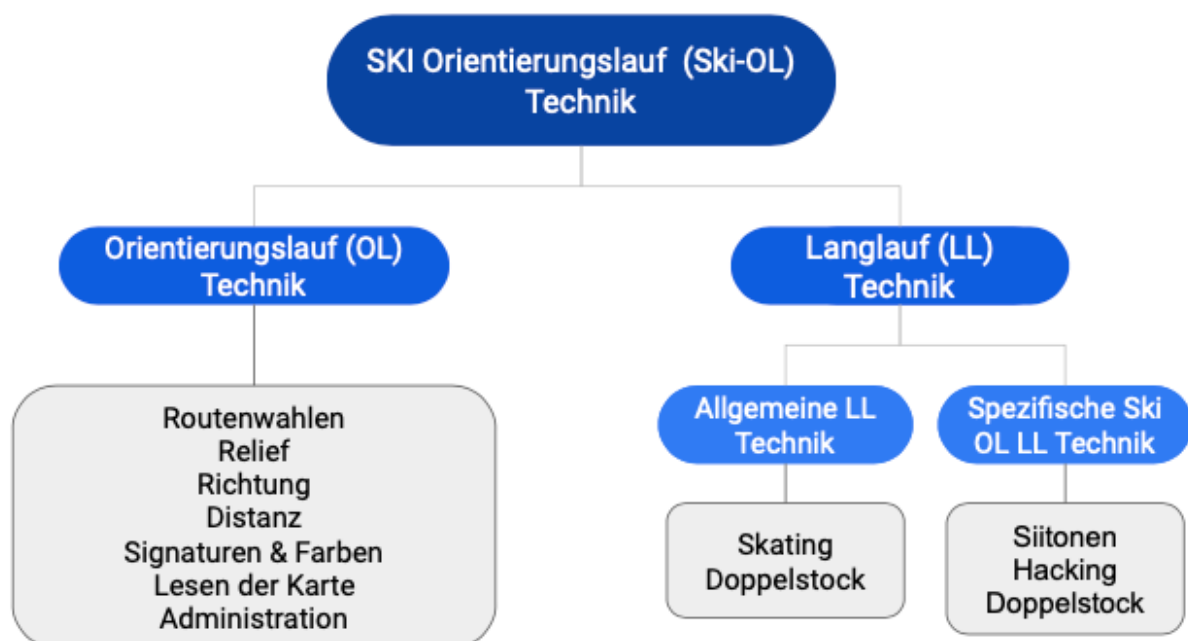 SKI Orientierungslauf (Ski-OL)
Technik
Orientierungslauf (OL)
Technik
Langlauf (LL)
Technik
Routenwahlen
Relief
Richtung
Distanz
Signaturen & Farben
Lesen der Karte
Administration
Allgemeine LL
Technik
Spezifische Ski
OL LL Technik
Skating
Doppelstock
Siitonen
Hacking
Doppelstock